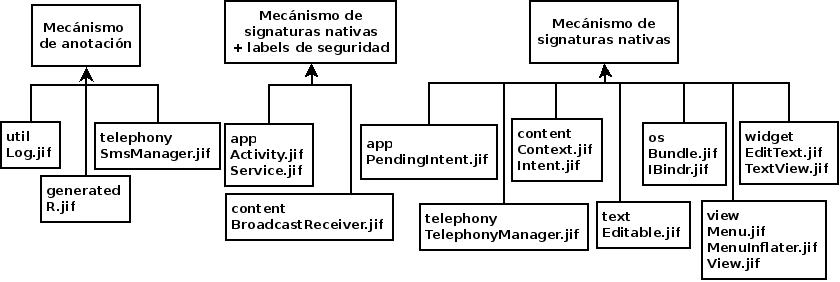 Mecánismo
de anotación
util
Log.jif
telephony
SmsManager.jif
generated
R.jif
Mecánismo de
signaturas nativas
+ labels de seguridad
app
Activity.jif
Service.jif
content
BroadcastReceiver.jif
Mecánismo de
signaturas nativas
app
PendingIntent.jif
content
Context.jif
Intent.jif
os
Bundle.jif
IBindr.jif
widget
EditText.jif
TextView.jif
telephony
TelephonyManager.jif
text
Editable.jif
view
Menu.jif
MenuInflater.jif
View.jif